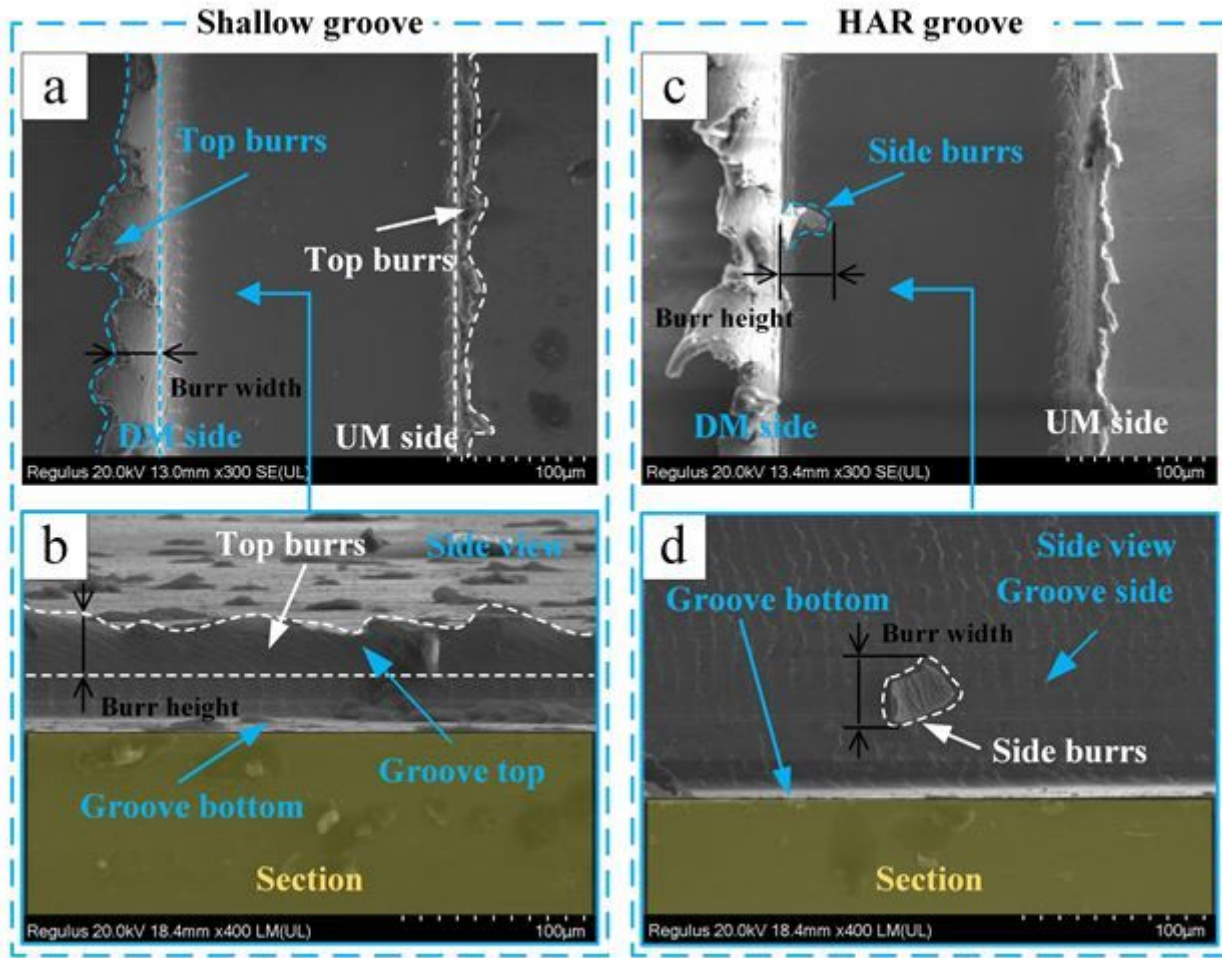 Shallow groove
a
Top burrs
Top burrs
Burr width
DM side
UM side
Regulus 20.0kV 13.0mm x300 SE(UL)
100µm
b
Top burrs
Side view
Burr height
Groove bottom
Groove top
Section
Regulus 20.0kV 18.4mm x400 LM(UL)
100µm
HAR groove
c
Side burrs
Burr height
DM side
UM side
Regulus 20.0kV 13.4mm x300 SE(UL)
100µm
d
Side view
Groove bottom
Groove side
Burr width
Side burrs
Section
Regulus 20.0kV 18.4mm x400 LM(UL)
100µm